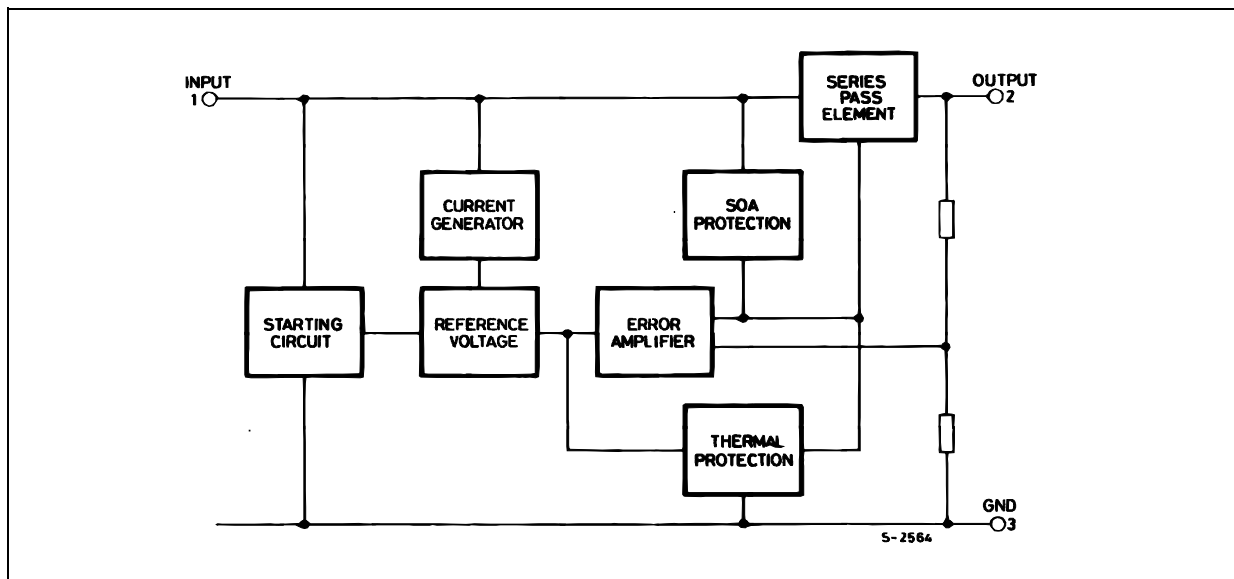 INPUT
1
SERIES
PASS
ELEMENT
OUTPUT
2
CURRENT
GENERATOR
SOA
PROTECTION
STARTING
CIRCUIT
REFERENCE
VOLTAGE
ERROR
AMPLIFIER
THERMAL
PROTECTION
GND
3
S-2564